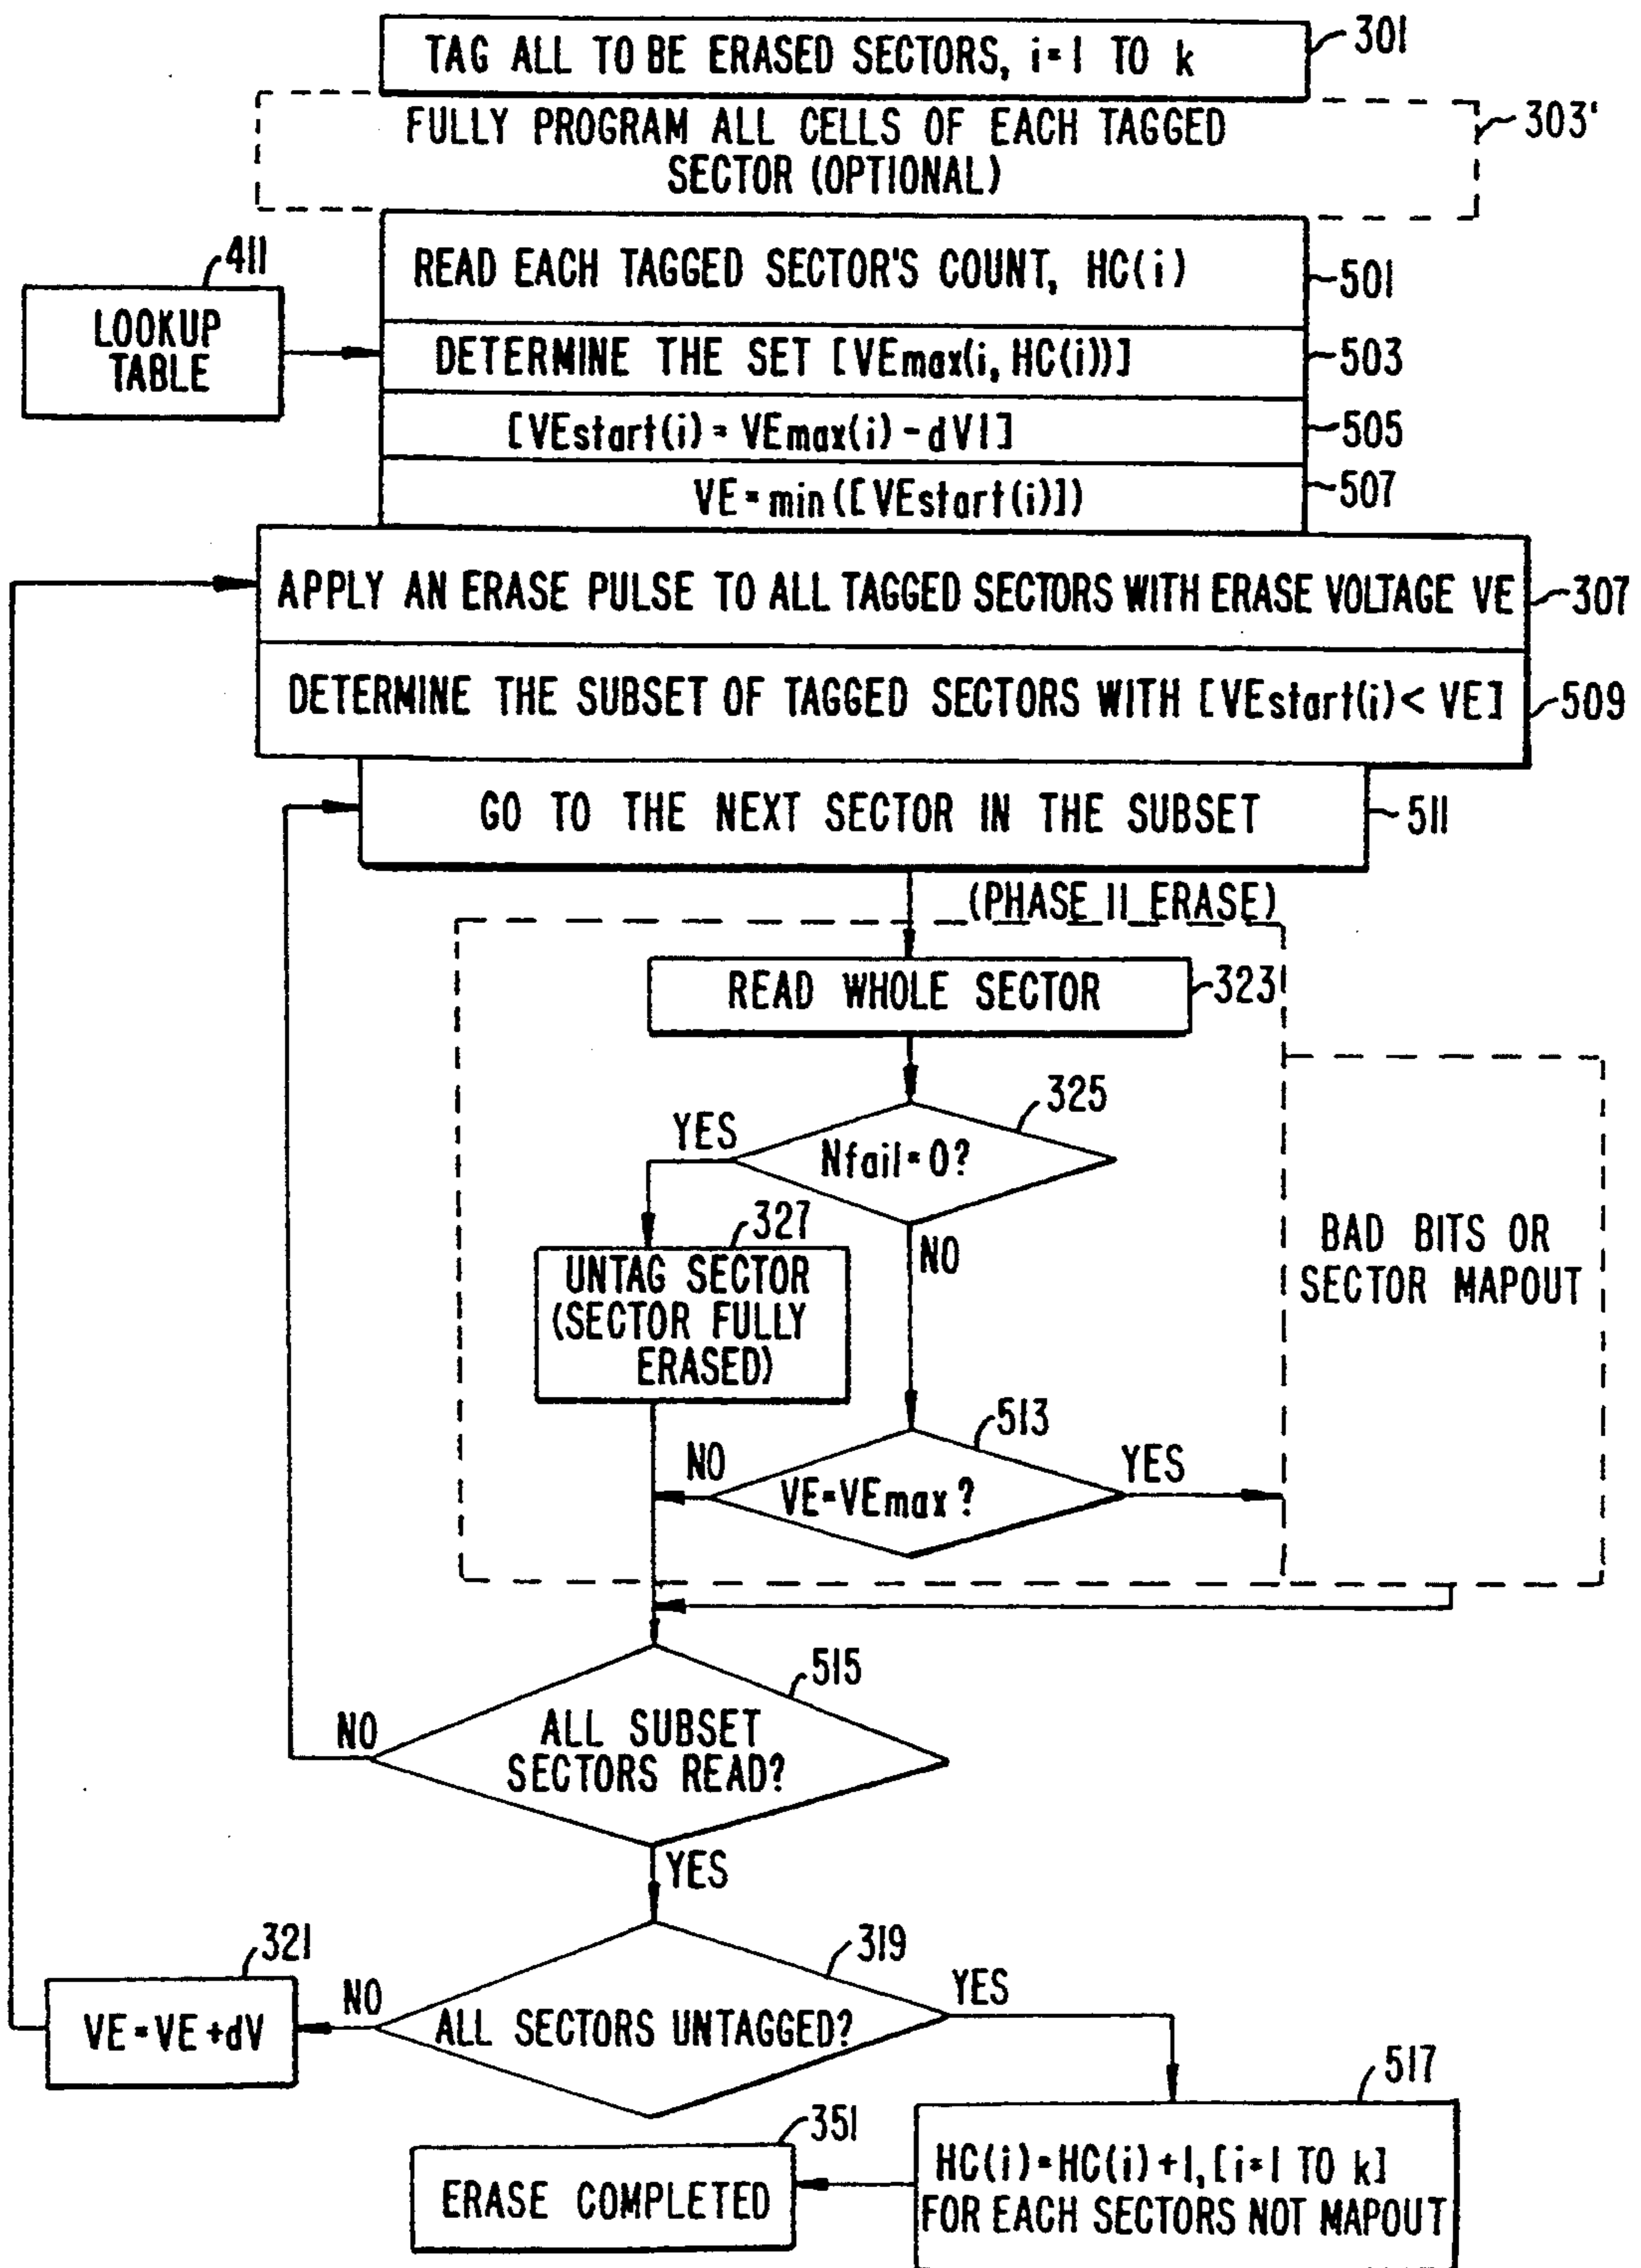 TAG ALL TO BE ERASED SECTORS, i=1 TO k
301
FULLY PROGRAM ALL CELLS OF EACH TAGGED
SECTOR (OPTIONAL)
303'
READ EACH TAGGED SECTOR'S COUNT, HC(i)
501
411
LOOKUP
TABLE
DETERMINE THE SET [VEmax(i, HC(i))]
503
[VEstart(i) = VEmax(i) - dV1]
505
VE = min([VEstart(i)])
507
APPLY AN ERASE PULSE TO ALL TAGGED SECTORS WITH ERASE VOLTAGE VE
307
DETERMINE THE SUBSET OF TAGGED SECTORS WITH [VEstart(i) < VE]
509
GO TO THE NEXT SECTOR IN THE SUBSET
511
(PHASE II ERASE)
READ WHOLE SECTOR
323
325
YES
Nfail = 0?
NO
327
UNTAG SECTOR
(SECTOR FULLY
ERASED)
BAD BITS OR
SECTOR MAPOUT
513
NO
VE = VEmax ?
YES
515
NO
ALL SUBSET
SECTORS READ?
YES
321
VE = VE + dV
NO
319
ALL SECTORS UNTAGGED?
YES
517
HC(i) = HC(i) + 1, [i = 1 TO k]
FOR EACH SECTORS NOT MAPOUT
351
ERASE COMPLETED